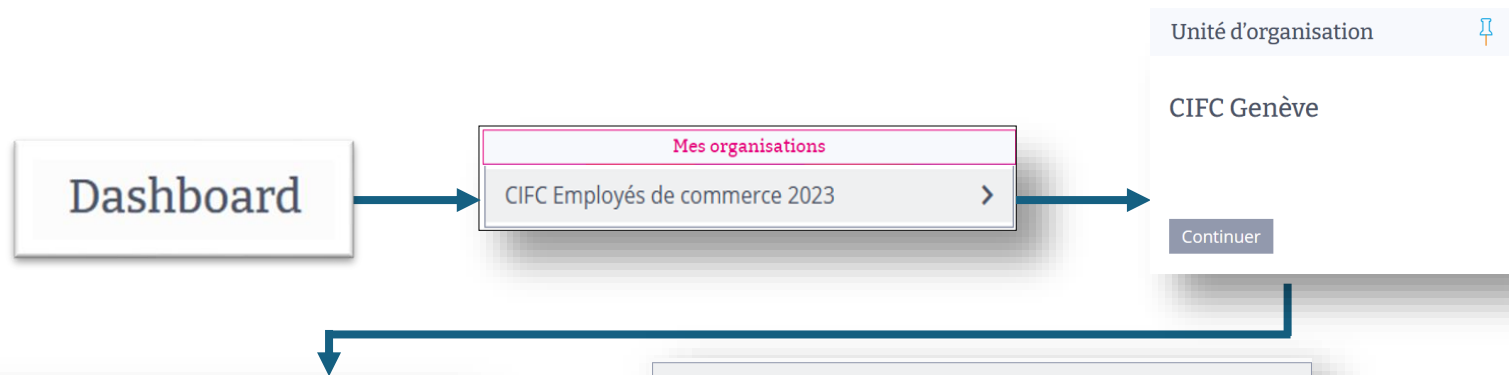 Dashboard
Mes organisations
CIFC Employés de commerce 2023
Unité d'organisation
CIFC Genève
Continuer